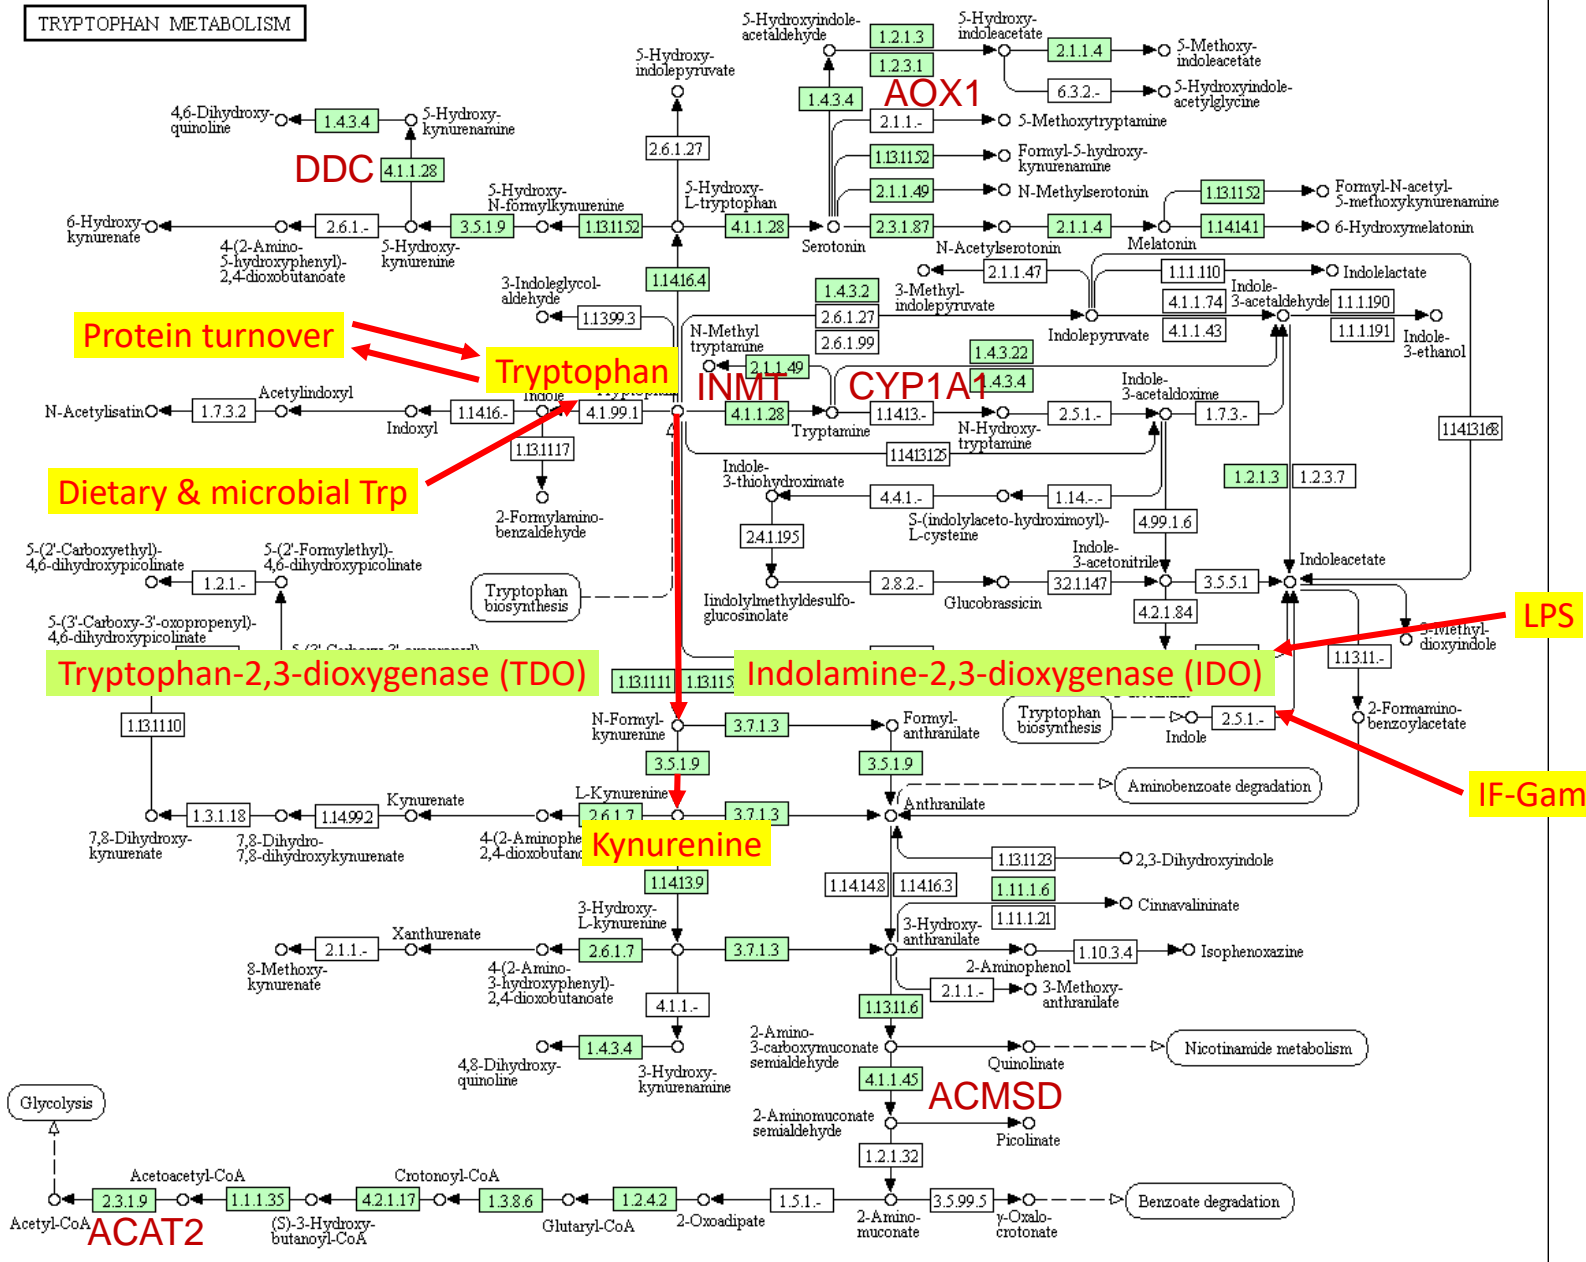 TRYPTOPHAN METABOLISM
5-Hydroxyindole-
acetaldehyde
1.2.1.3
1.2.3.1
5-Hydroxy-
indoleacetate
2.1.1.4
5-Methoxy-
indoleacetate
6.3.2.-
5-Hydroxyindole-
acetylglycine
AOX1
1.4.3.4
5-Hydroxy-
indolepyruvate
2.6.1.27
4,6-Dihydroxy-
quinoline
1.4.3.4
5-Hydroxy-
kynurenamine
DDC
4.1.1.28
2.1.1.-
5-Methoxytryptamine
1.13.11.52
Formyl-5-hydroxy-
kynurenamine
2.1.1.49
N-Methylserotonin
6-Hydroxy-
kynurenate
4-(2-Amino-
5-hydroxyphenyl)-
2,4-dioxobutanoate
2.6.1.-
5-Hydroxy-
kynurenine
3.5.1.9
5-Hydroxy-
N-formylkynurenine
1.13.11.52
5-Hydroxy-
L-tryptophan
4.1.1.28
Serotonin
2.3.1.87
N-Acetylserotonin
2.1.1.4
Melatonin
1.13.11.52
Formyl-N-acetyl-
5-methoxykynurenamine
1.14.14.1
6-Hydroxymelatonin
1.14.16.4
3-Indoleglycol-
aldehyde
1.13.99.3
2.1.1.47
1.1.1.110
Indolelactate
1.4.3.2
2.6.1.27
2.6.1.99
3-Methyl-
indolepyruvate
Indolepyruvate
4.1.1.74
4.1.1.43
Indole-
3-acetaldehyde
1.1.1.190
1.1.1.191
Indole-
3-ethanol
Protein turnover
Tryptophan
N-Methyl
tryptamine
2.1.1.49
1.4.3.22
1.4.3.4
INMT
CYP1A1
N-Acetylisatin
1.7.3.2
Acetylindoxyl
Indoxyl
1.14.16.-
Indole
4.1.99.1
4.1.1.28
Tryptamine
1.14.13.-
N-Hydroxy-
tryptamine
2.5.1.-
Indole-
3-acetaldoxime
1.7.3.-
1.14.13.168
1.13.11.17
1.14.13.125
Dietary & microbial Trp
2-Formylamino-
benzaldehyde
Indole-
3-thiohydroximate
4.4.1.-
S-(indolylaceto-hydroximoyl)-
L-cysteine
1.14.-.-
1.2.1.3
1.2.3.7
2.4.1.195
4.99.1.6
5-(2'-Carboxyethyl)-
4,6-dihydroxypicolinate
1.2.1.-
5-(2'-Formylethyl)-
4,6-dihydroxypicolinate
Tryptophan
biosynthesis
Iindolylmethyldesulfo-
glucosinolate
2.8.2.-
Glucobrassicin
3.2.1.147
Indole-
3-acetonitrile
3.5.5.1
Indoleacetate
4.2.1.84
5-(3'-Carboxy-3'-oxopropenyl)-
4,6-dihydroxypicolinate
LPS
3-Methyl-
dioxyindole
1.13.11.-
Tryptophan-2,3-dioxygenase (TDO)
1.13.11.11
Indolamine-2,3-dioxygenase (IDO)
1.13.11.10
N-Formyl-
kynurenine
3.7.1.3
Formyl-
anthranilate
Tryptophan
biosynthesis
Indole
2.5.1.-
2-Formamino-
benzoylacetate
3.5.1.9
3.5.1.9
Aminobenzoate degradation
IF-Gam
7,8-Dihydroxy-
kynurenate
1.3.1.18
7,8-Dihydro-
7,8-dihydroxykynurenate
1.14.99.2
Kynurenate
2.6.1.7
L-Kynurenine
3.7.1.3
Anthranilate
Kynurenine
1.13.11.23
2,3-Dihydroxyindole
1.14.13.9
1.14.14.8
1.14.16.3
1.11.1.6
1.11.1.21
Cinnavalininate
3-Hydroxy-
L-kynurenine
3-Hydroxy-
anthranilate
8-Methoxy-
kynurenate
2.1.1.-
Xanthurenate
4-(2-Amino-
3-hydroxyphenyl)-
2,4-dioxobutanoate
2.6.1.7
3.7.1.3
2-Aminophenol
1.10.3.4
Isophenoxazine
2.1.1.-
3-Methoxy-
anthranilate
4.1.1.-
1.13.11.6
4,8-Dihydroxy-
quinoline
1.4.3.4
3-Hydroxy-
kynurenamine
2-Amino-
3-carboxymuconate
semialdehyde
Quinolinate
Nicotinamide metabolism
4.1.1.45
ACMSD
2-Aminomuconate
semialdehyde
Picolinate
1.2.1.32
Glycolysis
Acetyl-CoA
2.3.1.9
Acetoacetyl-CoA
1.1.1.35
(S)-3-Hydroxy-
butanoyl-CoA
4.2.1.17
Crotonoyl-CoA
1.3.8.6
Glutaryl-CoA
1.2.4.2
2-Oxoadipate
1.5.1.-
2-Amino-
muconate
3.5.99.5
γ-Oxalo-
crotonate
Benzoate degradation
ACAT2